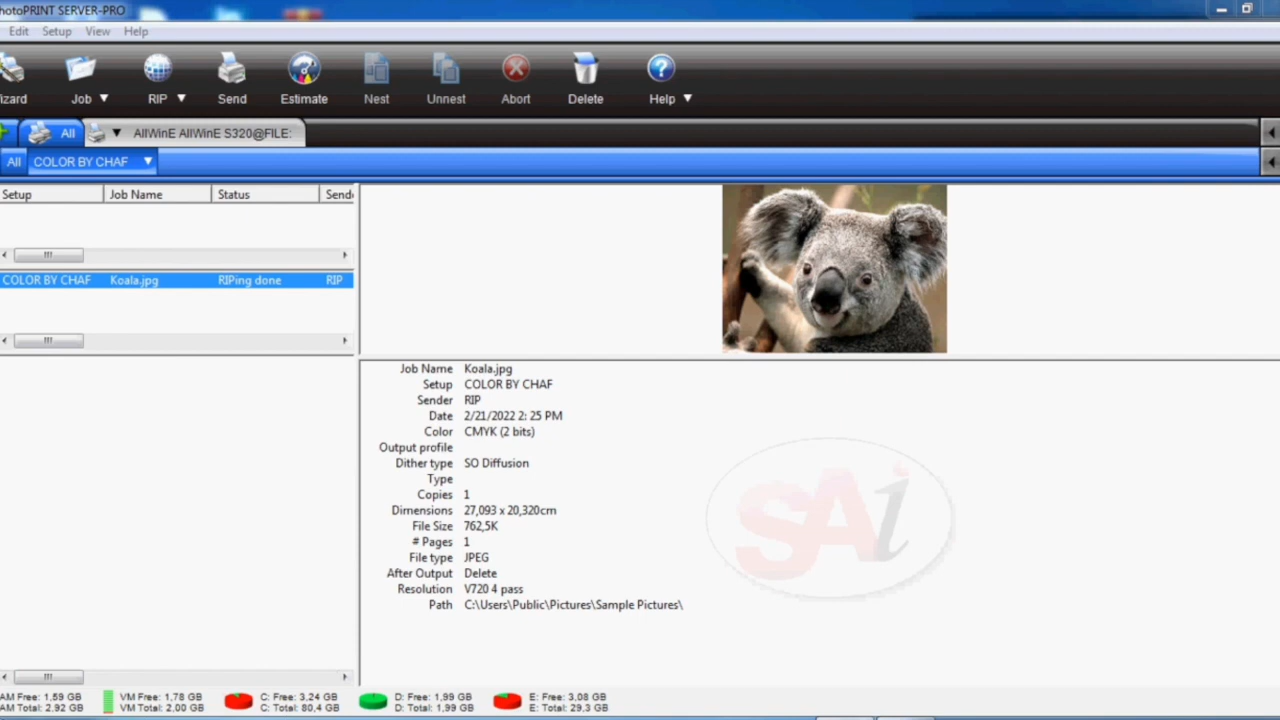 hotoPRINT SERVER-PRO
Edit Setup View Help
izard Job RIP Send Estimate Nest Unnest Abort Delete Help
All AllWinE AllWinE S320@FILE:
All COLOR BY CHAF
Setup Job Name Status Sende
COLOR BY CHAF Koala.jpg RIPing done RIP
Job Name Koala.jpg
Setup COLOR BY CHAF
Sender RIP
Date 2/21/2022 2: 25 PM
Color CMYK (2 bits)
Output profile
Dither type SO Diffusion
Type
Copies 1
Dimensions 27,093 x 20,320cm
File Size 762,5K
# Pages 1
File type JPEG
After Output Delete
Resolution V720 4 pass
Path C:\Users\Public\Pictures\Sample Pictures\
SAi
AM Free: 1,59 GB VM Free: 1,78 GB C: Free: 3,24 GB D: Free: 1,99 GB E: Free: 3,08 GB
AM Total: 2,92 GB VM Total: 2,00 GB C: Total: 80,4 GB D: Total: 1,99 GB E: Total: 29,3 GB